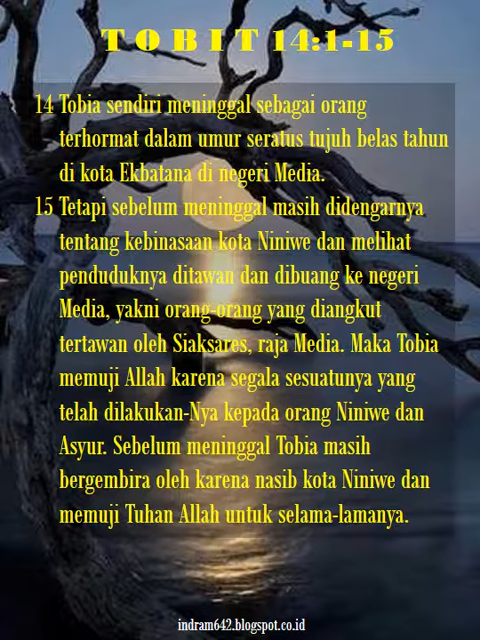 T O B I T 14:1-15
14 Tobia sendiri meninggal sebagai orang
terhormat dalam umur seratus tujuh belas tahun
di kota Ekbatana di negeri Media.
15 Tetapi sebelum meninggal masih didengarnya
tentang kebinasaan kota Niniwe dan melihat
penduduknya ditawan dan dibuang ke negeri
Media, yakni orang-orang yang diangkut
tertawan oleh Siaksares, raja Media. Maka Tobia
memuji Allah karena segala sesuatunya yang
telah dilakukan-Nya kepada orang Niniwe dan
Asyur. Sebelum meninggal Tobia masih
bergembira oleh karena nasib kota Niniwe dan
memuji Tuhan Allah untuk selama-lamanya.
indram642.blogspot.co.id